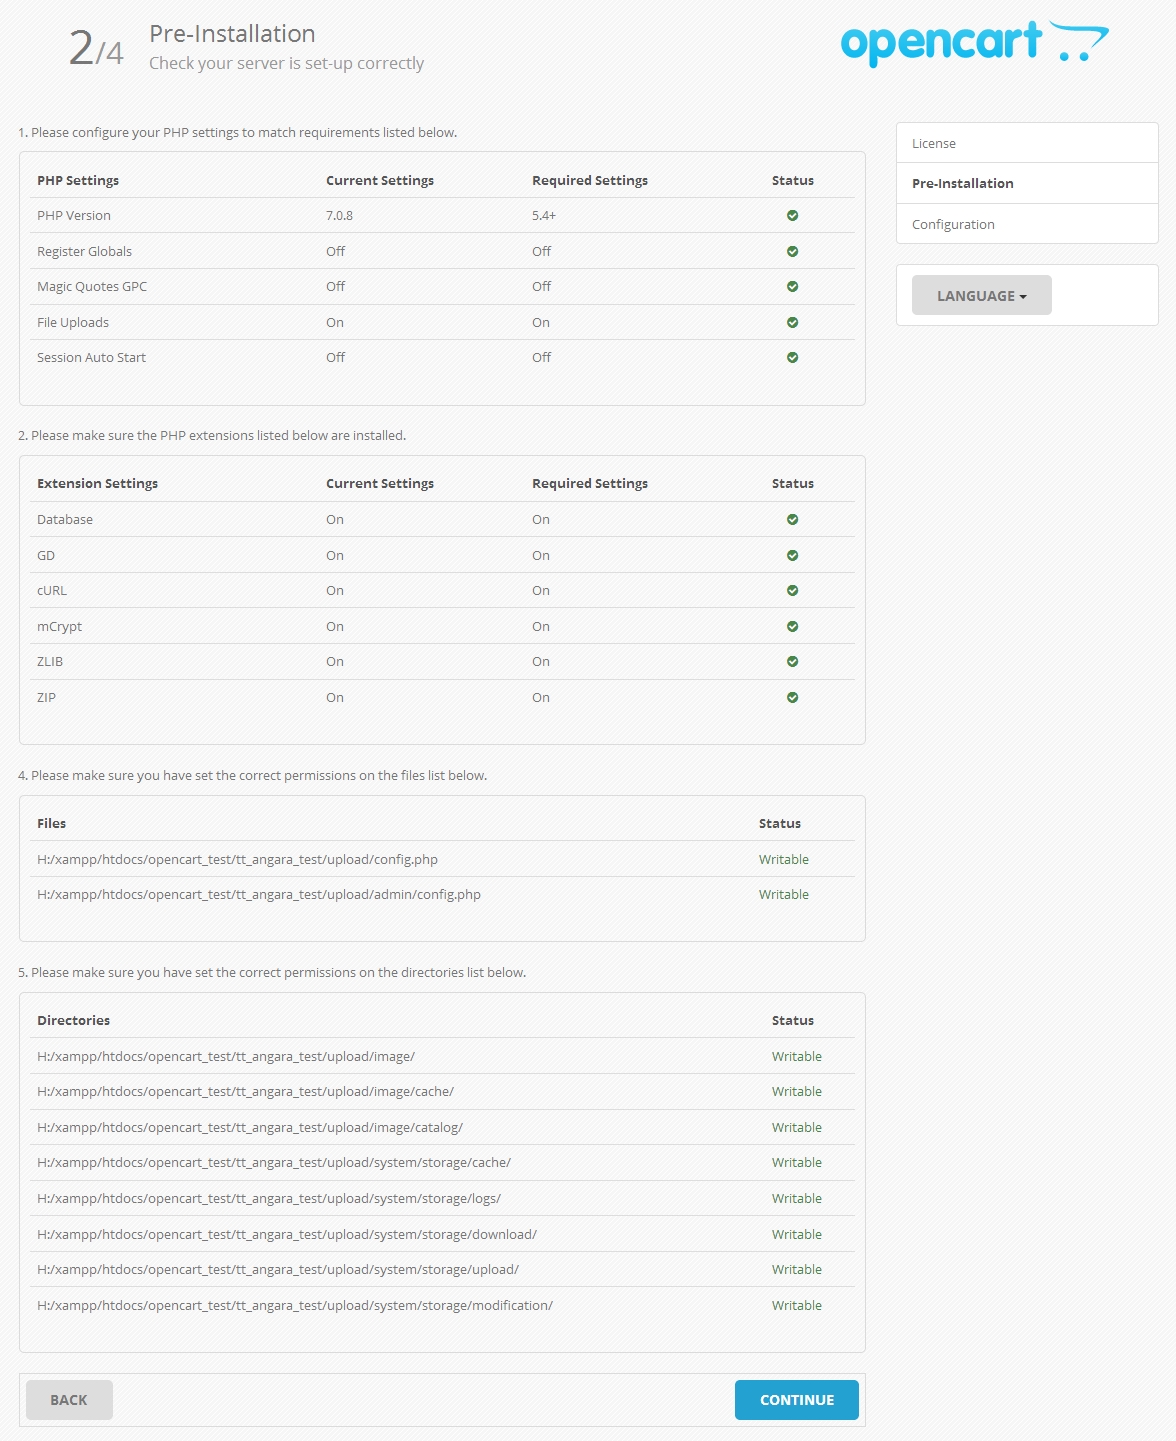 2/4
Pre-Installation
Check your server is set-up correctly
opencart
1. Please configure your PHP settings to match requirements listed below.
PHP Settings Current Settings Required Settings Status
PHP Version 7.0.8 5.4+
Register Globals Off Off
Magic Quotes GPC Off Off
File Uploads On On
Session Auto Start Off Off
2. Please make sure the PHP extensions listed below are installed.
Extension Settings Current Settings Required Settings Status
Database On On
GD On On
cURL On On
mCrypt On On
ZLIB On On
ZIP On On
4. Please make sure you have set the correct permissions on the files list below.
Files Status
H:/xampp/htdocs/opencart_test/tt_angara_test/upload/config.php Writable
H:/xampp/htdocs/opencart_test/tt_angara_test/upload/admin/config.php Writable
5. Please make sure you have set the correct permissions on the directories list below.
Directories Status
H:/xampp/htdocs/opencart_test/tt_angara_test/upload/image/ Writable
H:/xampp/htdocs/opencart_test/tt_angara_test/upload/image/cache/ Writable
H:/xampp/htdocs/opencart_test/tt_angara_test/upload/image/catalog/ Writable
H:/xampp/htdocs/opencart_test/tt_angara_test/upload/system/storage/cache/ Writable
H:/xampp/htdocs/opencart_test/tt_angara_test/upload/system/storage/logs/ Writable
H:/xampp/htdocs/opencart_test/tt_angara_test/upload/system/storage/download/ Writable
H:/xampp/htdocs/opencart_test/tt_angara_test/upload/system/storage/upload/ Writable
H:/xampp/htdocs/opencart_test/tt_angara_test/upload/system/storage/modification/ Writable
BACK CONTINUE
License
Pre-Installation
Configuration
LANGUAGE